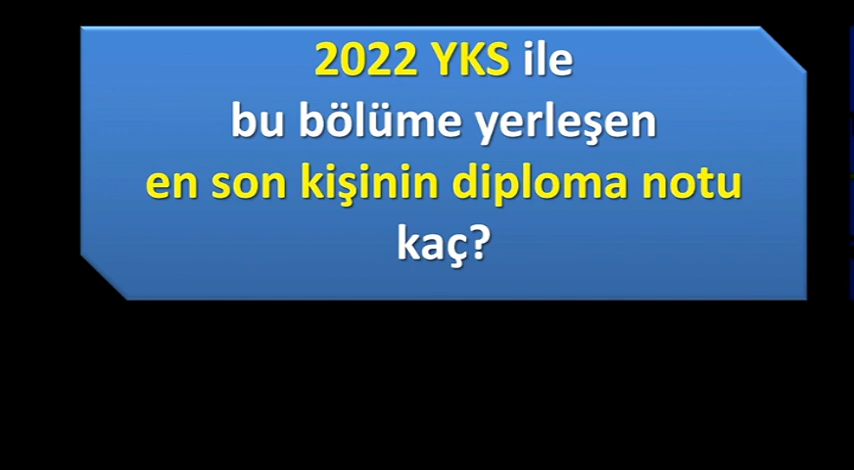 2022 YKS ile
bu bölüme yerleşen
en son kişinin diploma notu
kaç?